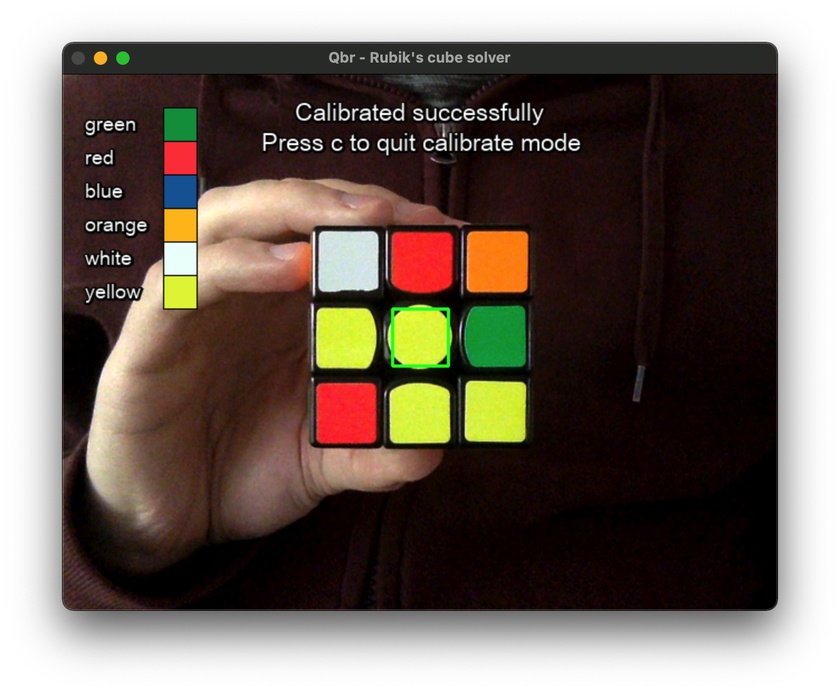 Qbr - Rubik's cube solver
Calibrated successfully
Press c to quit calibrate mode
green
red
blue
orange
white
yellow